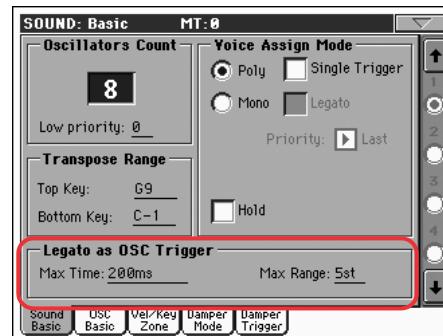 SOUND: Basic MT:0
Oscillators Count
8
Low priority: 0
Transpose Range
Top Key: G9
Bottom Key: C-1
Voice Assign Mode
Poly Single Trigger
Mono Legato
Priority: Last
Hold
Legato as OSC Trigger
Max Time: 200ms Max Range: 5st
1
2
3
4
Sound Basic
OSC Basic
Vel/Key Zone
Damper Mode
Damper Trigger